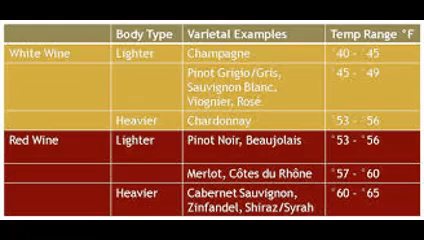 Body Type Varietal Examples Temp Range °F
White Wine Lighter Champagne °40 - °45
Pinot Grigio/Gris, °45 - °49
Sauvignon Blanc,
Viognier, Rosé
Heavier Chardonnay °53 - °56
Red Wine Lighter Pinot Noir, Beaujolais °53 - °56
Merlot, Côtes du Rhône °57 - °60
Heavier Cabernet Sauvignon, °60 - °65
Zinfandel, Shiraz/Syrah